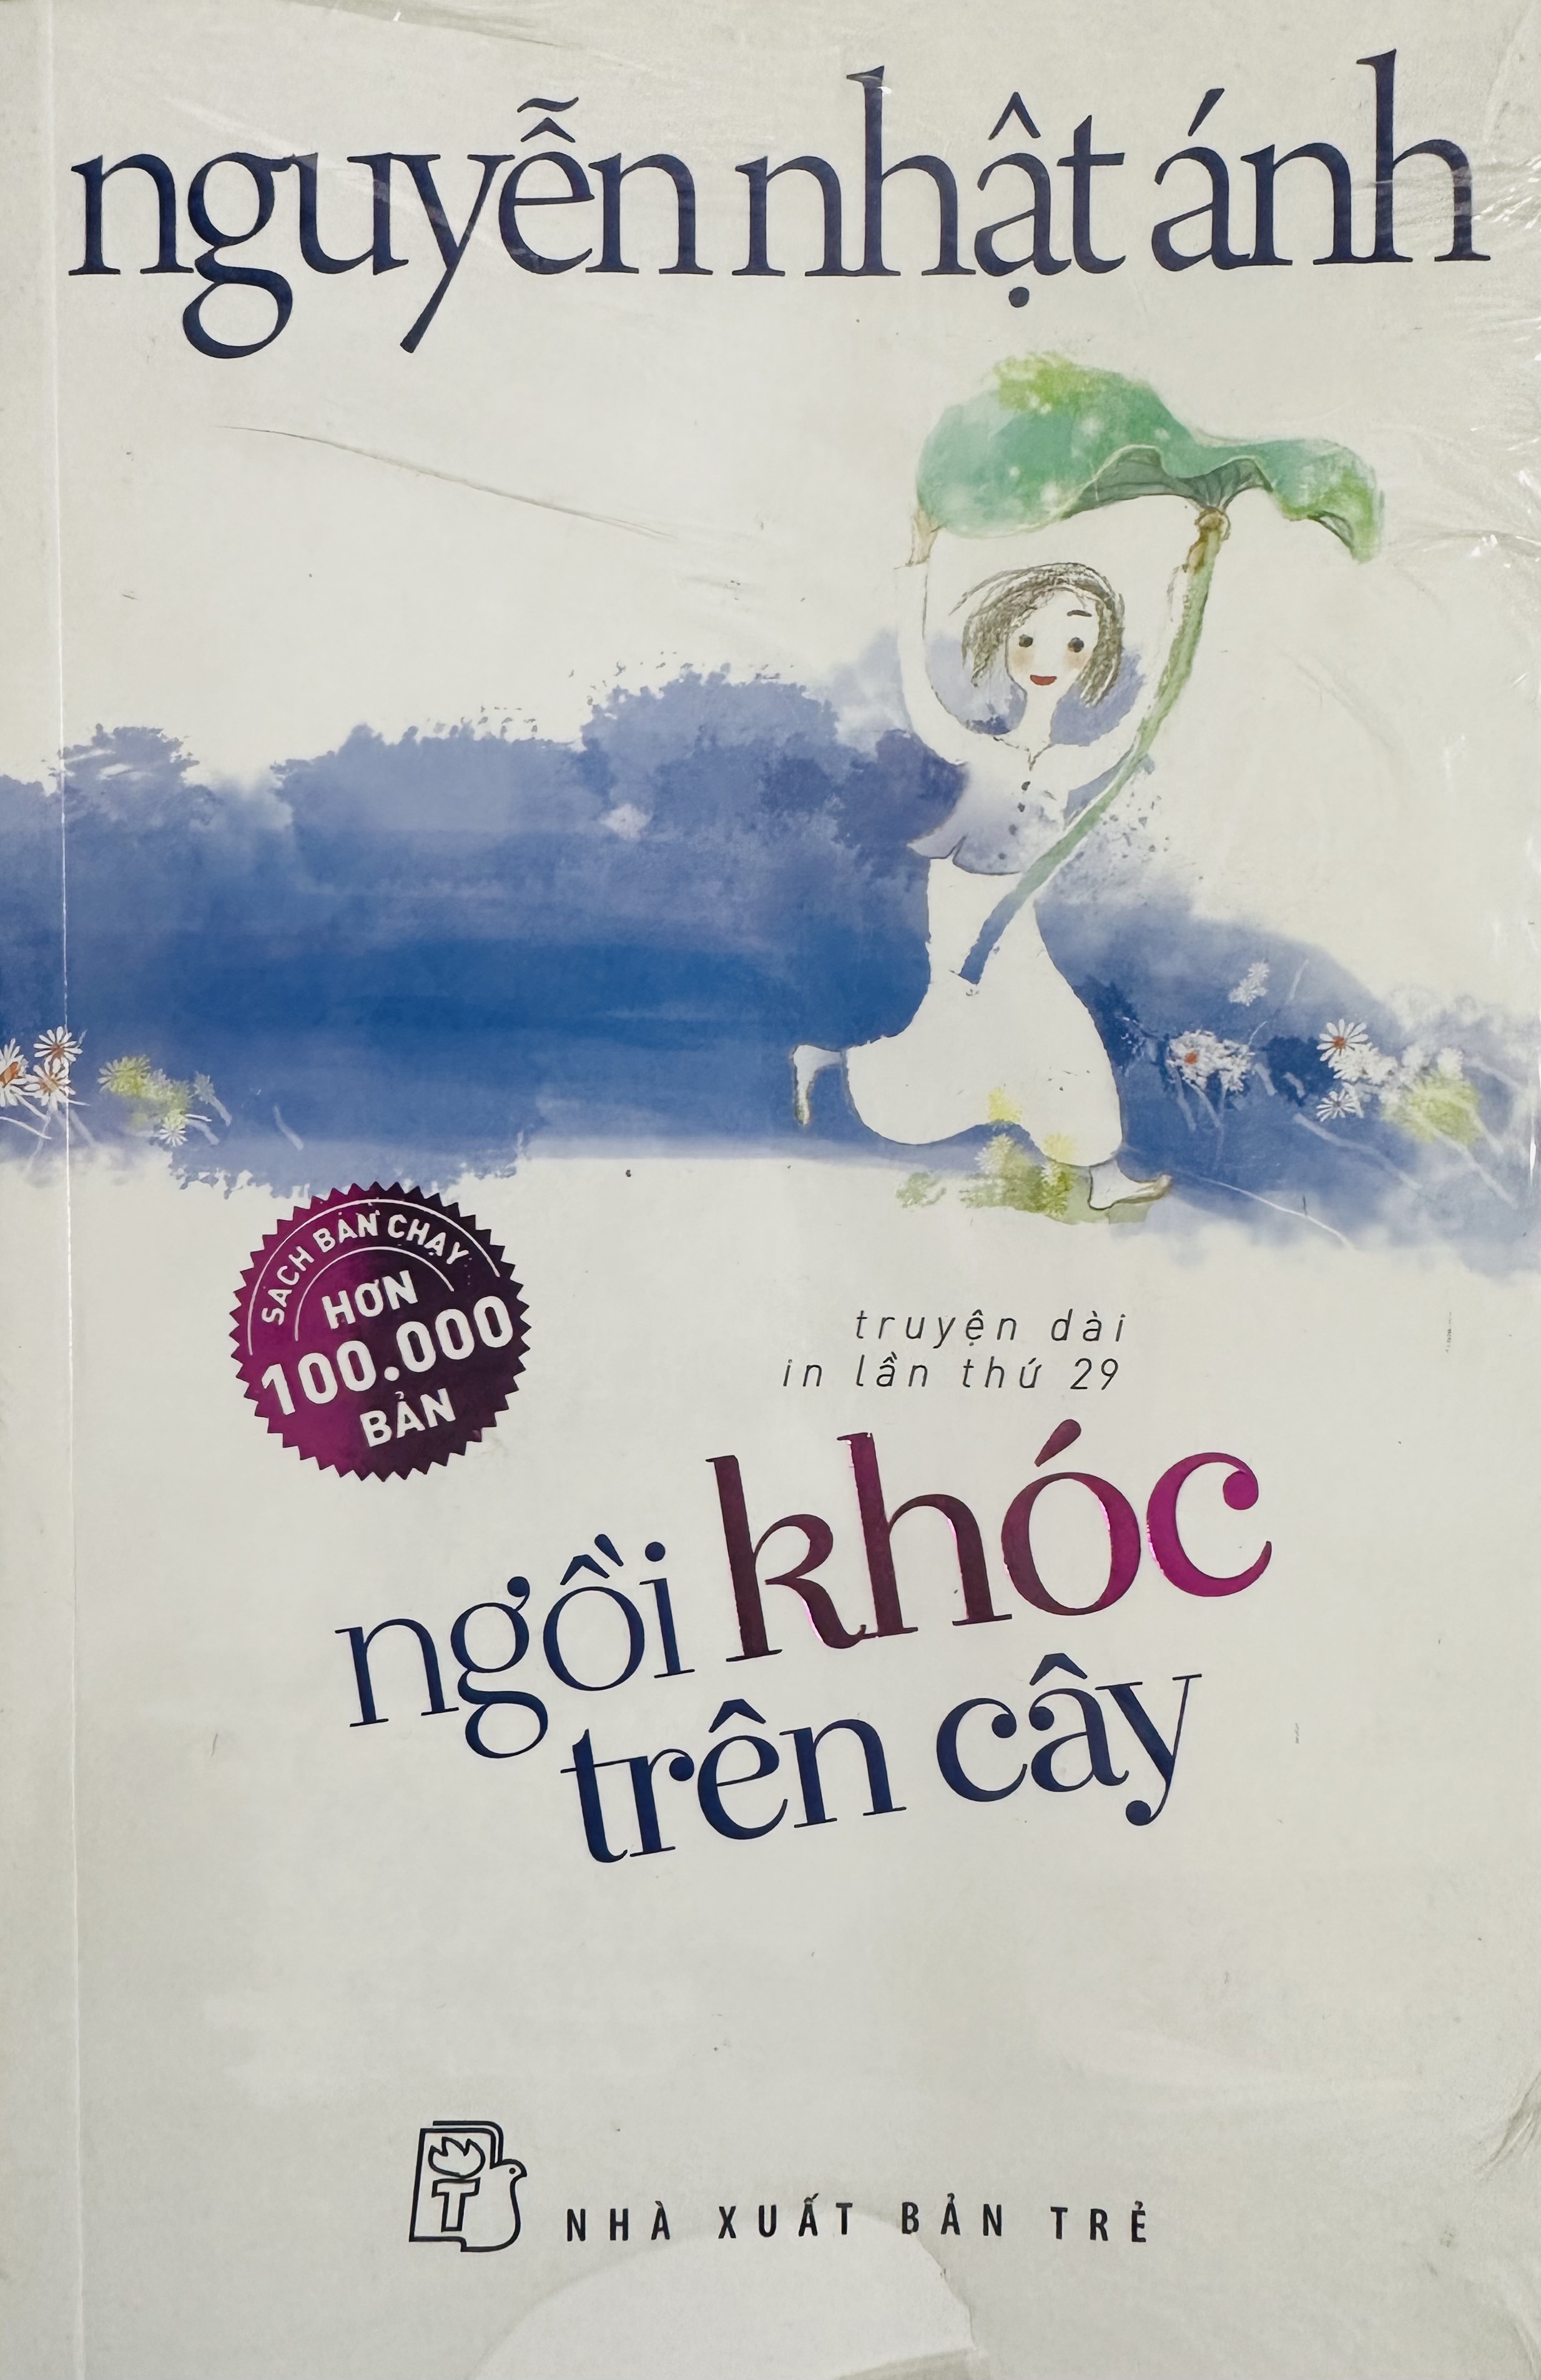 nguyễn nhật ánh
SÁCH BÁN CHẠY
HƠN
100.000
BẢN
truyện dài
in lần thứ 29
ngồi khóc
trên cây
T
NHÀ XUẤT BẢN TRẺ